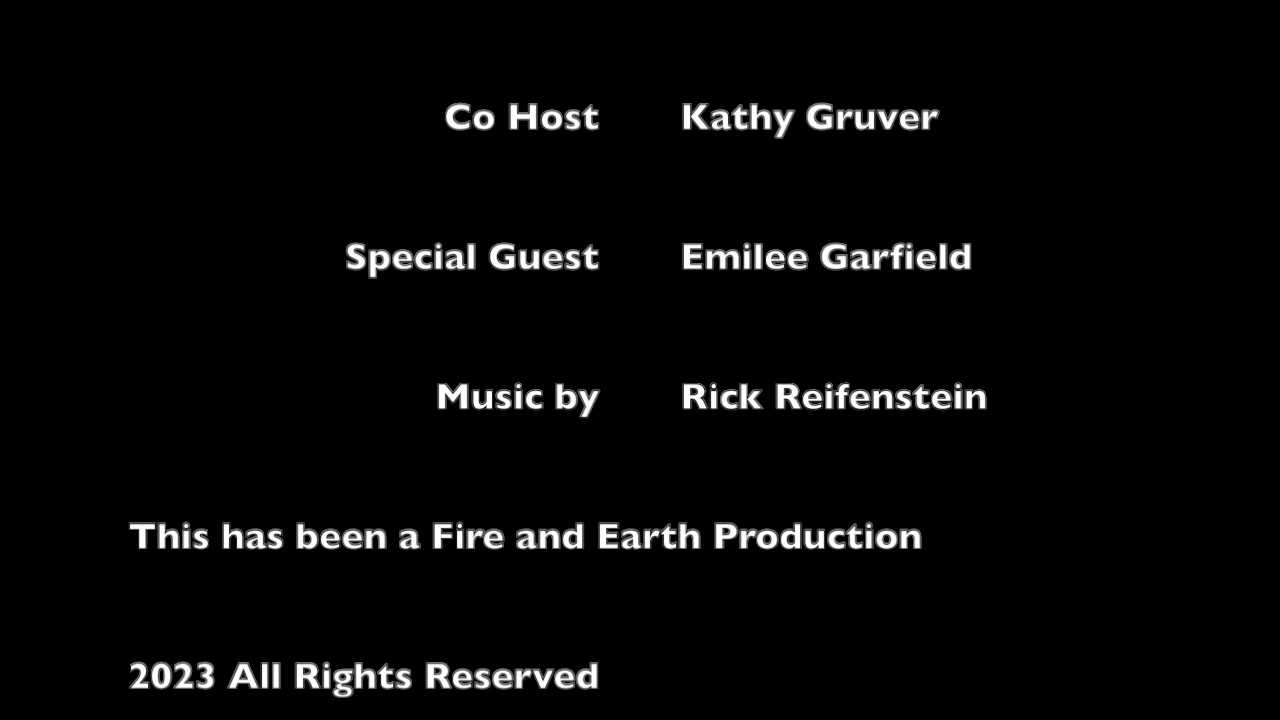 Co Host Kathy Gruver
Special Guest Emilee Garfield
Music by Rick Reifenstein
This has been a Fire and Earth Production
2023 All Rights Reserved